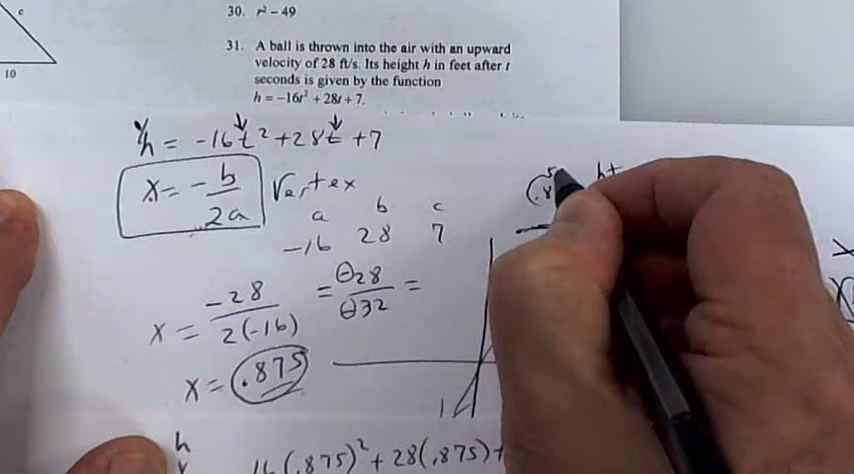 c
10
30. r² – 49
31. A ball is thrown into the air with an upward
velocity of 28 ft/s. Its height h in feet after t
seconds is given by the function
h = –16t² + 28t + 7.
y
h = -16t² + 28t + 7
x = -b/2a Vertex
a b c
-16 28 7
x = -28/2(-16) = -28/-32 =
x = .875
h
y
16(.875)² + 28(.875) +